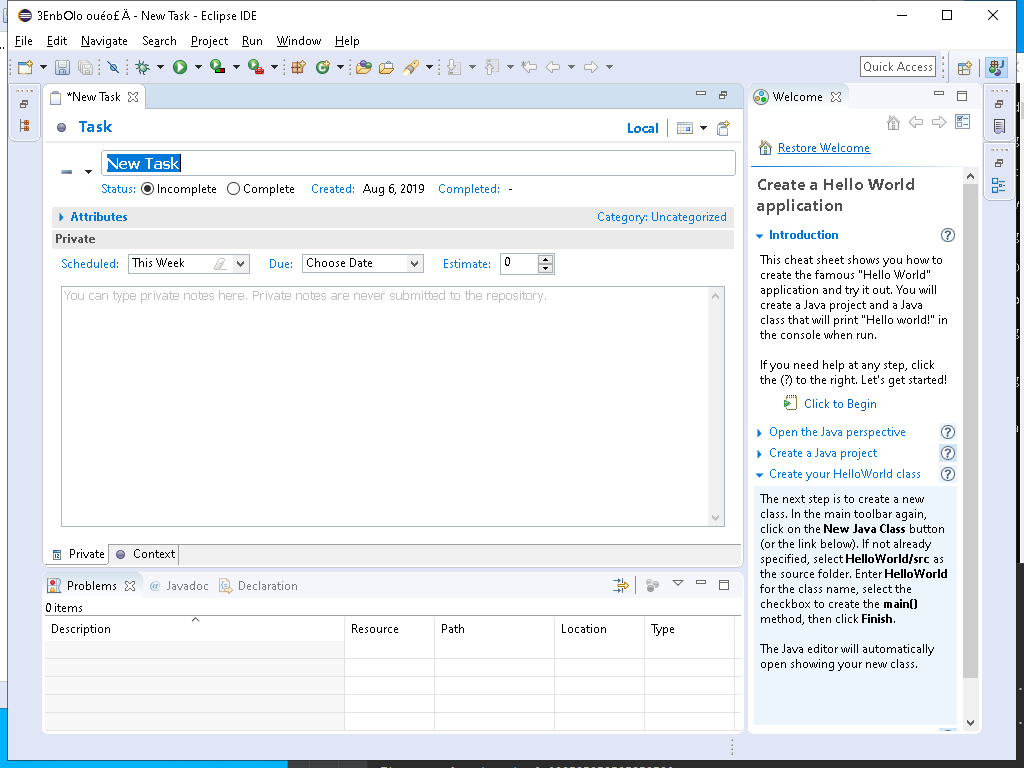 3EnbOlo ouéo£Ä - New Task - Eclipse IDE
File Edit Navigate Search Project Run Window Help
Quick Access
*New Task
Task
Local
New Task
Status: Incomplete Complete Created: Aug 6, 2019 Completed: -
Attributes
Category: Uncategorized
Private
Scheduled: This Week Due: Choose Date Estimate: 0
You can type private notes here. Private notes are never submitted to the repository.
Private Context
Problems @ Javadoc Declaration
0 items
Description Resource Path Location Type
Welcome
Restore Welcome
Create a Hello World
application
Introduction
This cheat sheet shows you how to
create the famous "Hello World"
application and try it out. You will
create a Java project and a Java
class that will print "Hello world!" in
the console when run.
If you need help at any step, click
the (?) to the right. Let's get started!
Click to Begin
Open the Java perspective
Create a Java project
Create your HelloWorld class
The next step is to create a new
class. In the main toolbar again,
click on the New Java Class button
(or the link below). If not already
specified, select HelloWorld/src as
the source folder. Enter HelloWorld
for the class name, select the
checkbox to create the main()
method, then click Finish.
The Java editor will automatically
open showing your new class.